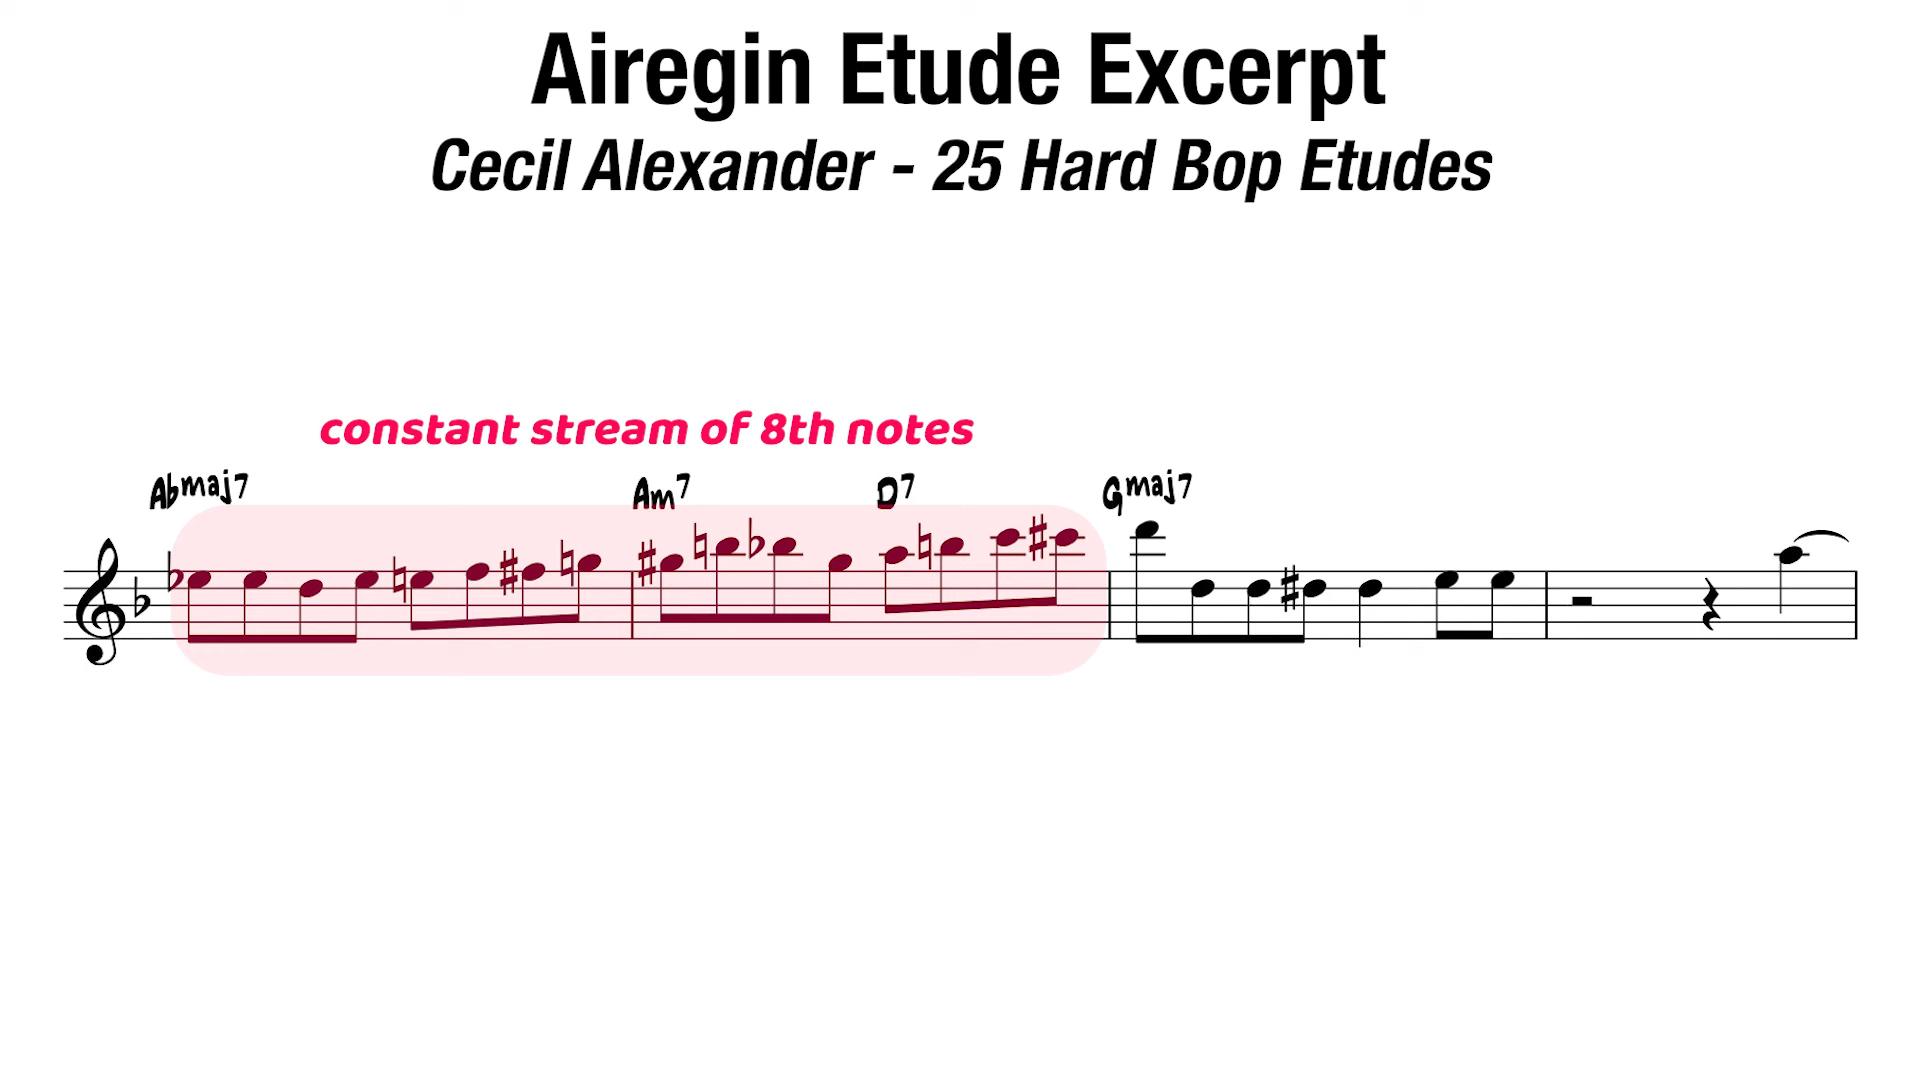 Airegin Etude Excerpt
Cecil Alexander - 25 Hard Bop Etudes
constant stream of 8th notes
Abmaj7 Am7 D7 Gmaj7